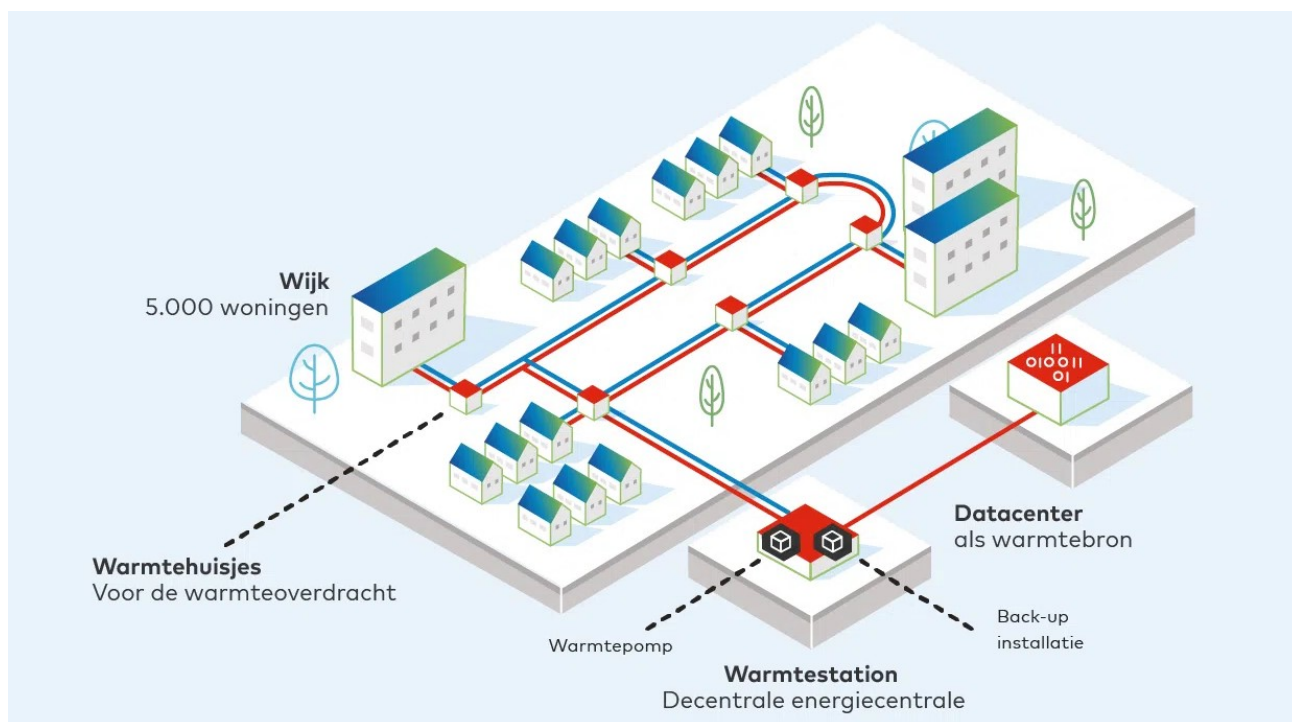 Wijk
5.000 woningen
11
010011
01
Datacenter
als warmtebron
Warmtehuisjes
Voor de warmteoverdracht
Warmtepomp
Back-up
installatie
Warmtestation
Decentrale energiecentrale